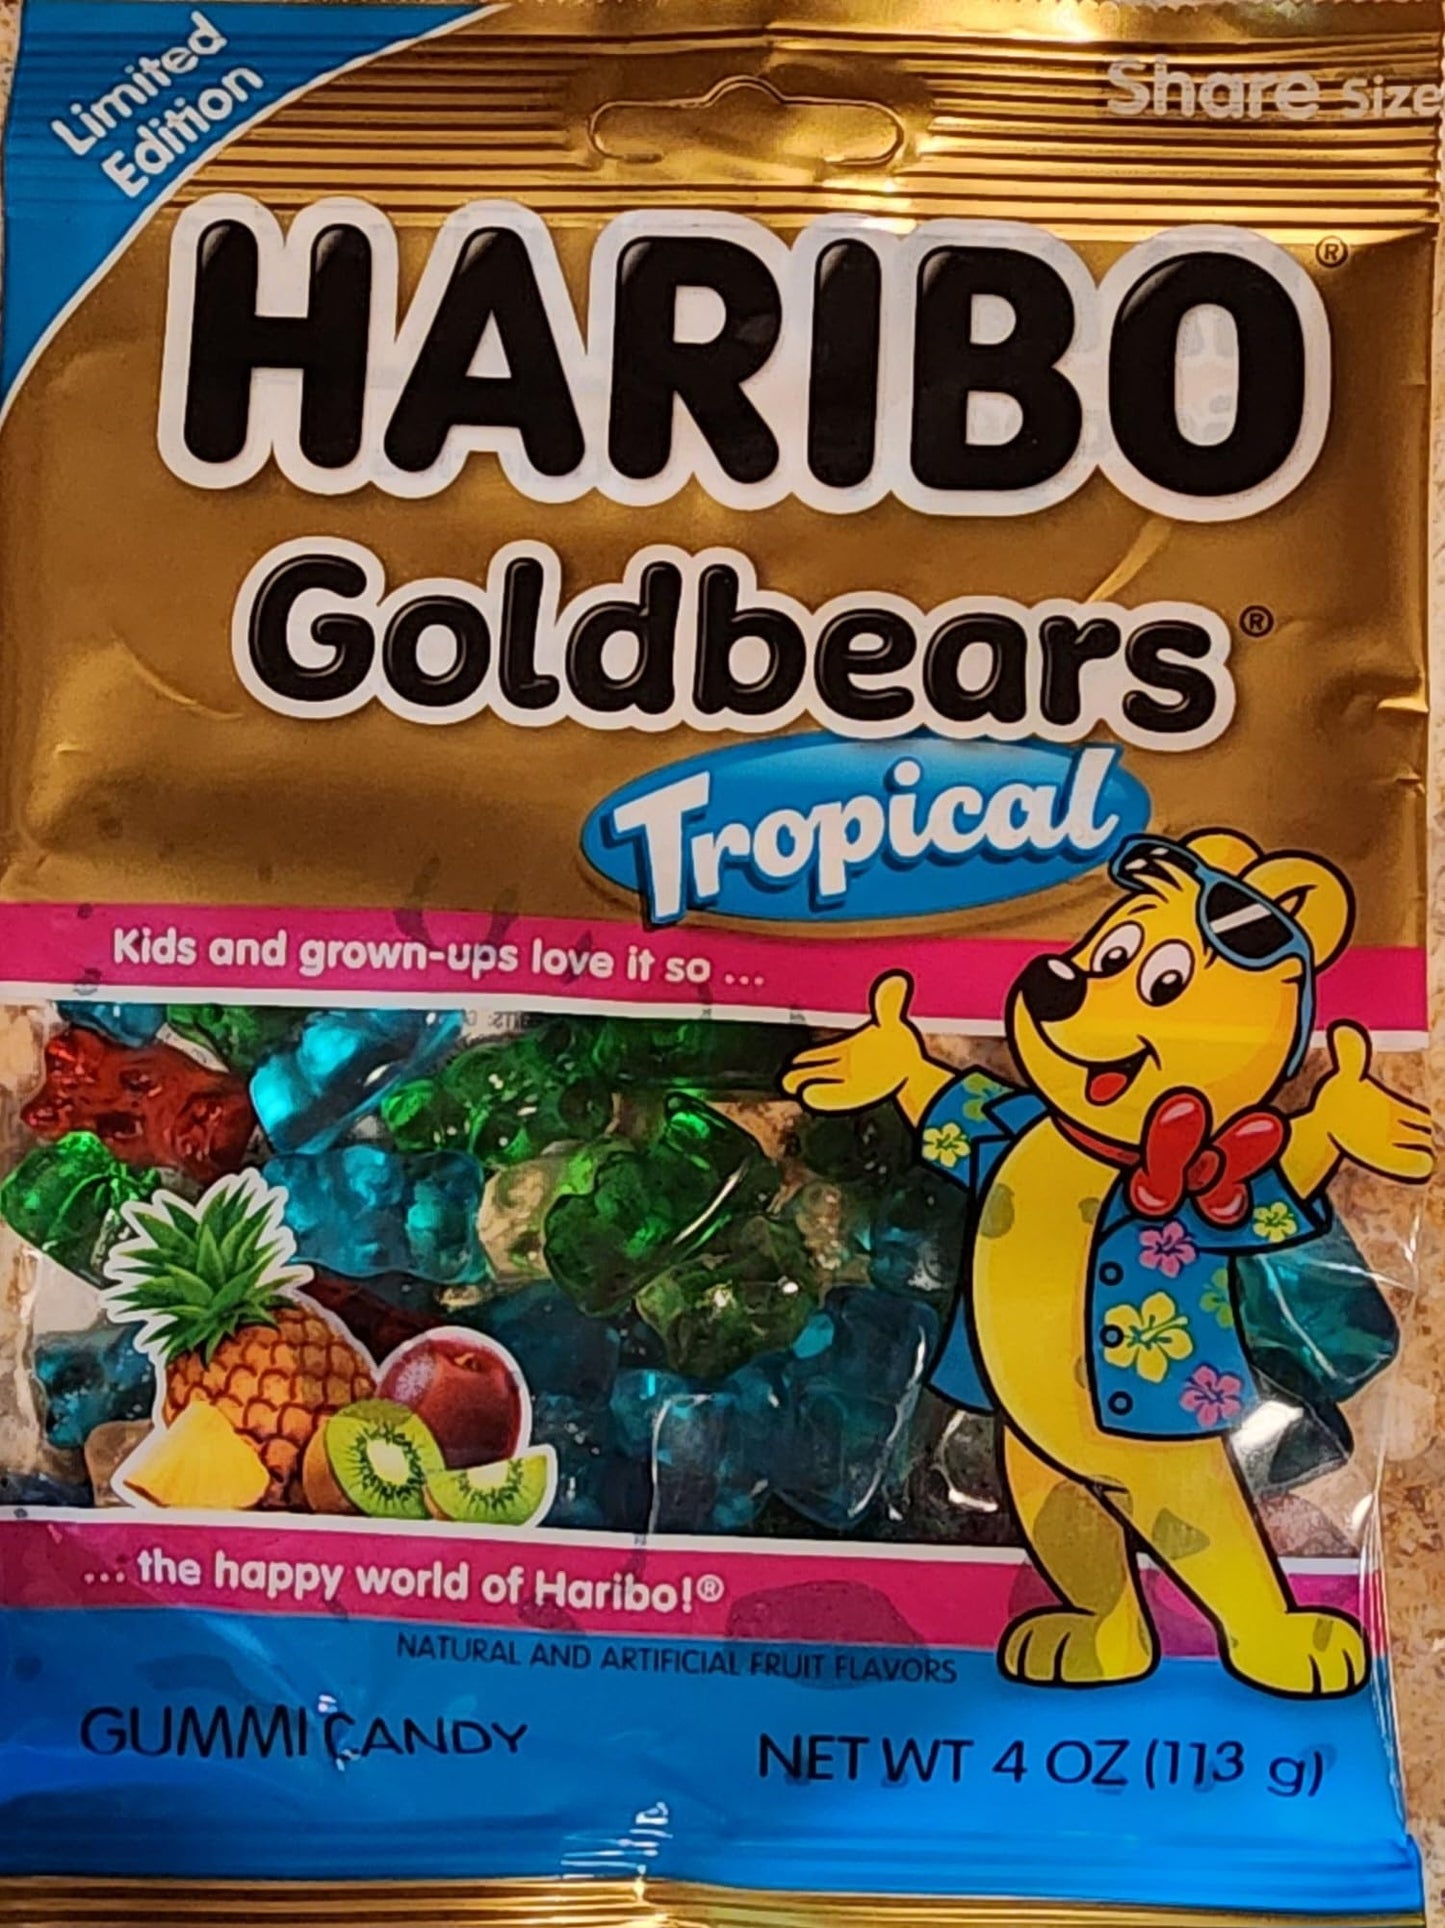 Limited
Edition
Share Size
HARIBO®
Goldbears®
Tropical
Kids and grown-ups love it so ...
... the happy world of Haribo!®
NATURAL AND ARTIFICIAL FRUIT FLAVORS
GUMMI CANDY
NET WT 4 OZ (113 g)